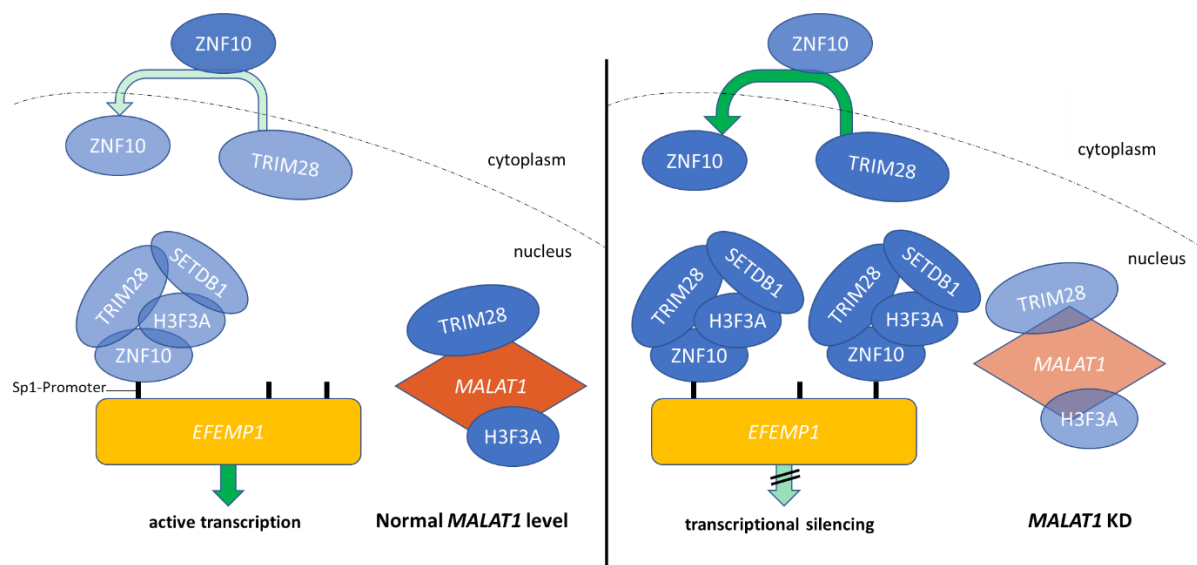 ZNF10
ZNF10
TRIM28
cytoplasm
nucleus
TRIM28
SETDB1
H3F3A
ZNF10
Sp1-Promoter
EFEMP1
active transcription
TRIM28
MALAT1
H3F3A
Normal MALAT1 level
ZNF10
ZNF10
TRIM28
cytoplasm
nucleus
TRIM28
SETDB1
H3F3A
ZNF10
TRIM28
SETDB1
H3F3A
ZNF10
EFEMP1
transcriptional silencing
TRIM28
MALAT1
H3F3A
MALAT1 KD